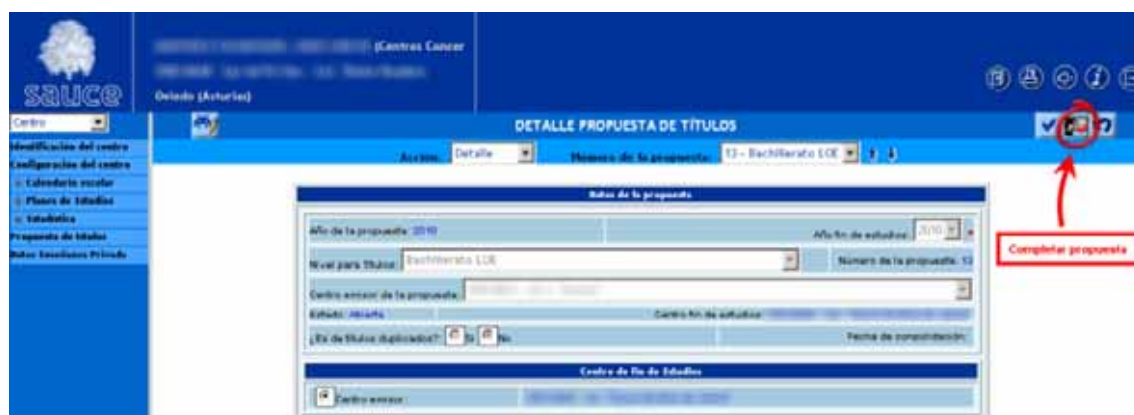 (Centros Concer
Oviedo (Asturias)
sauce
Centro
DETALLE PROPUESTA DE TÍTULOS
Identificación del centro
Configuración del centro
Calendario escolar
Planes de Estudios
Estadística
Propuesta de títulos
Datos Enseñanza Privada
Acción: Detalle
Número de la propuesta: 13 - Bachillerato LOE
Completar propuesta
Datos de la propuesta
Año de la propuesta: 2010
Año fin de estudios: 2010
Nivel para títulos: Bachillerato LOE
Número de la propuesta: 13
Centro emisor de la propuesta:
Estado: Abierta
Centro fin de estudios:
¿Es de títulos duplicados? Si No
Fecha de consolidación:
Centro de fin de Estudios
Centro emisor: